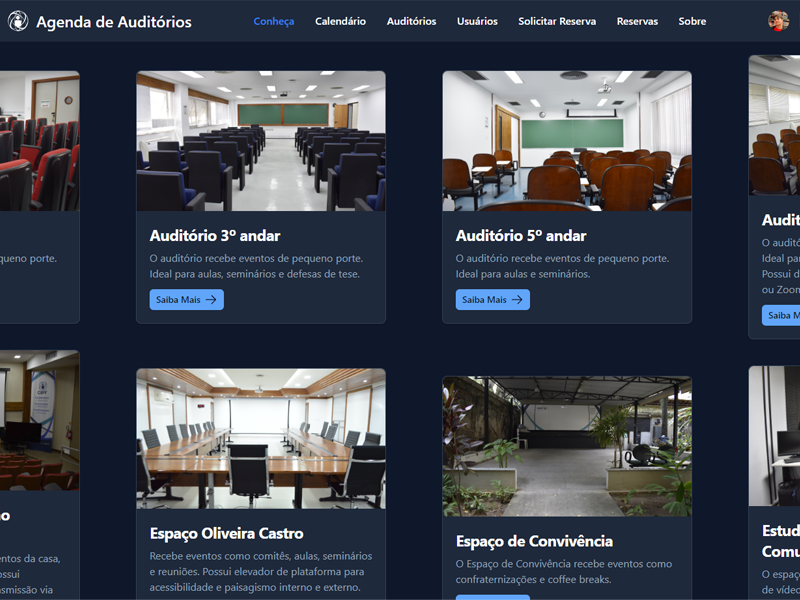 Agenda de Auditórios
Conheça
Calendário
Auditórios
Usuários
Solicitar Reserva
Reservas
Sobre
queno porte.
Auditório 3º andar
O auditório recebe eventos de pequeno porte.
Ideal para aulas, seminários e defesas de tese.
Saiba Mais
Auditório 5º andar
O auditório recebe eventos de pequeno porte.
Ideal para aulas e seminários.
Saiba Mais
Audit
O auditó
Ideal par
Possui d
ou Zoon
Saiba M
o
entos da casa,
ossui
smissão via
Espaço Oliveira Castro
Recebe eventos como comitês, aulas, seminários
e reuniões. Possui elevador de plataforma para
acessibilidade e paisagismo interno e externo.
Espaço de Convivência
O Espaço de Convivência recebe eventos como
confraternizações e coffee breaks.
Estud
Comu
O espaç
de víde